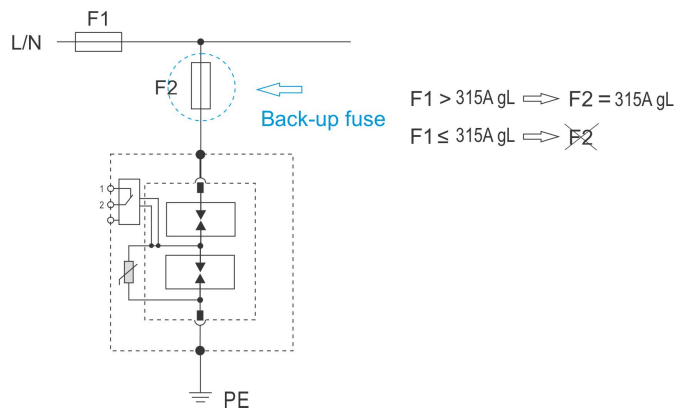 F1
L/N
F2
Back-up fuse
F1 > 315A gL ⇨ F2 = 315A gL
F1 ≤ 315A gL ⇨ F2
1
2
PE